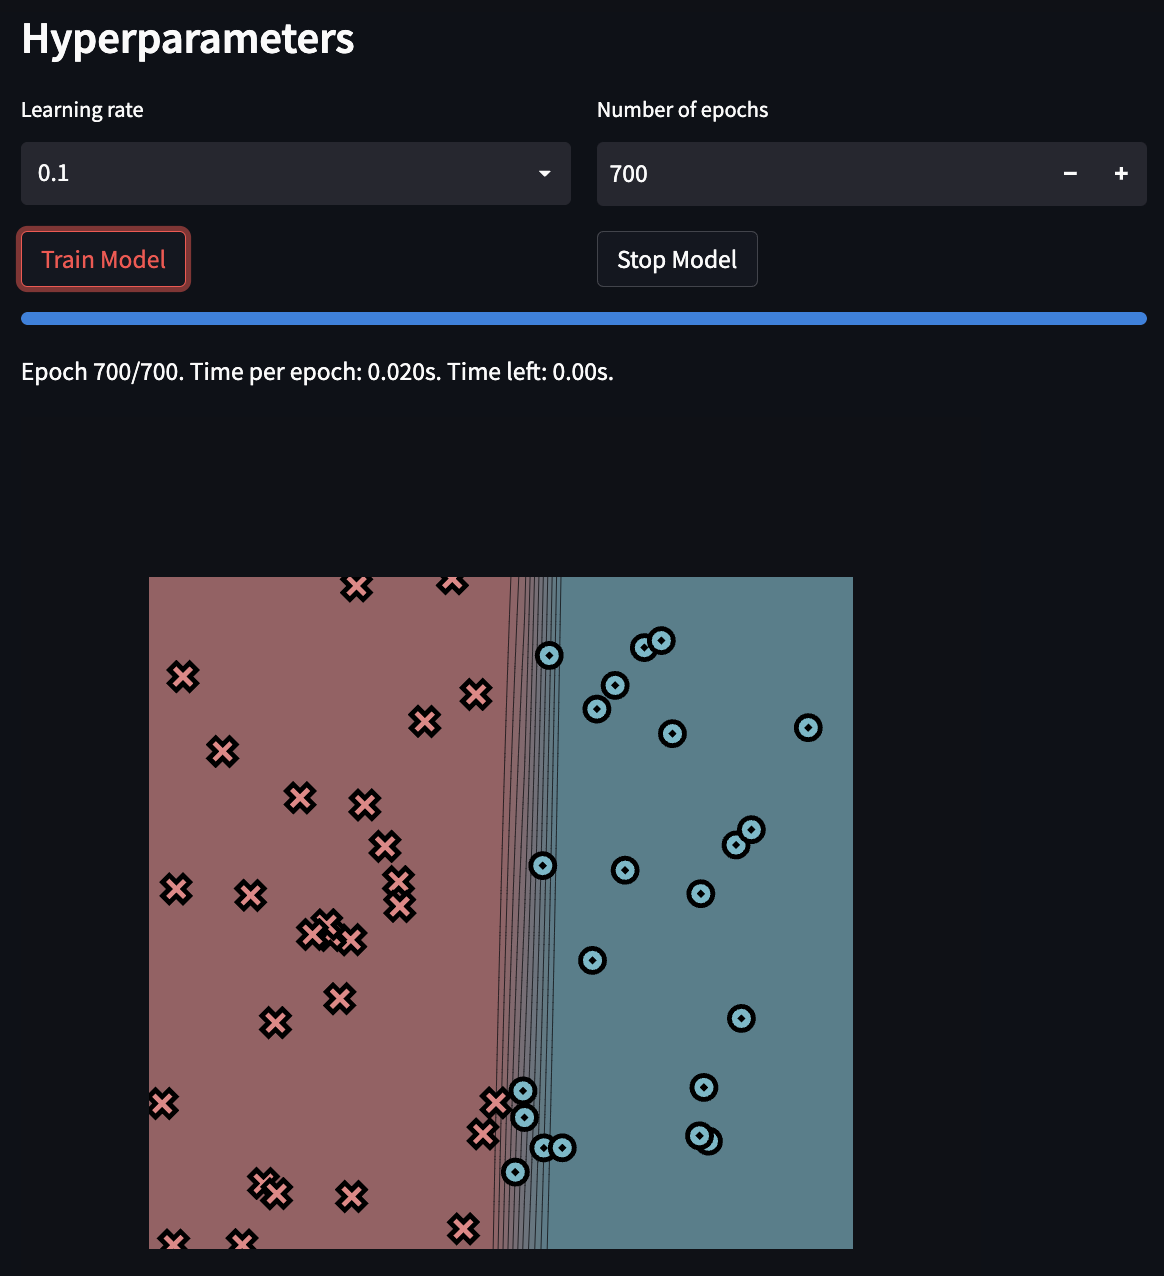 Hyperparameters
Learning rate
Number of epochs
0.1
700
Train Model
Stop Model
Epoch 700/700. Time per epoch: 0.020s. Time left: 0.00s.